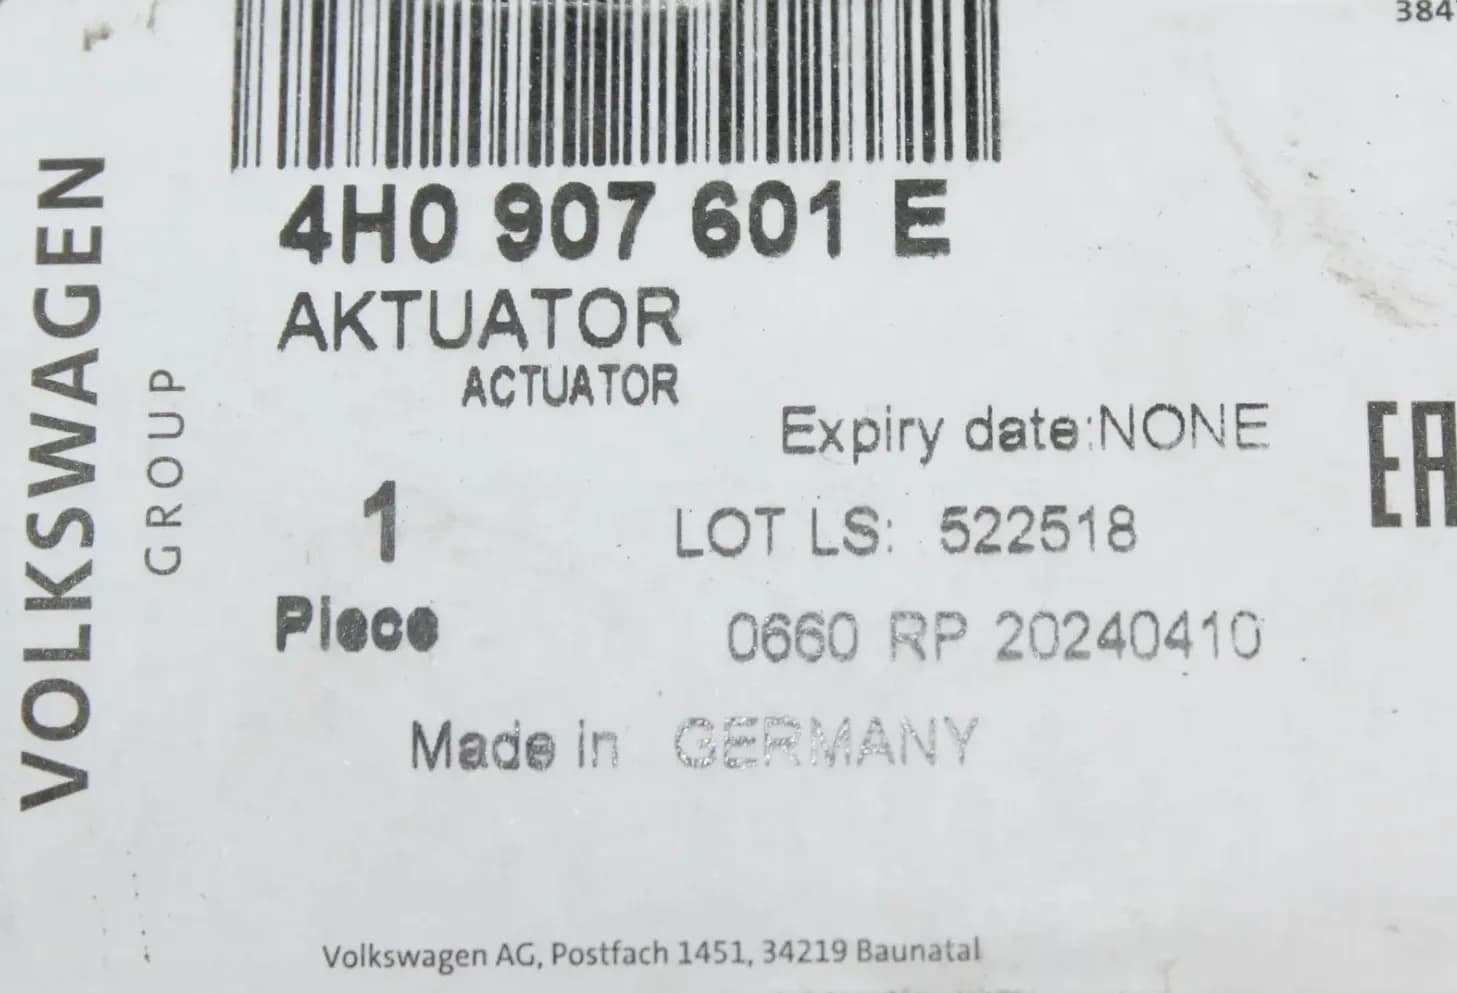 384
VOLKSWAGEN
GROUP
4H0 907 601 E
AKTUATOR
ACTUATOR
Expiry date:NONE
1
LOT LS: 522518
Piece
0660 RP 20240410
Made in GERMANY
Volkswagen AG, Postfach 1451, 34219 Baunatal